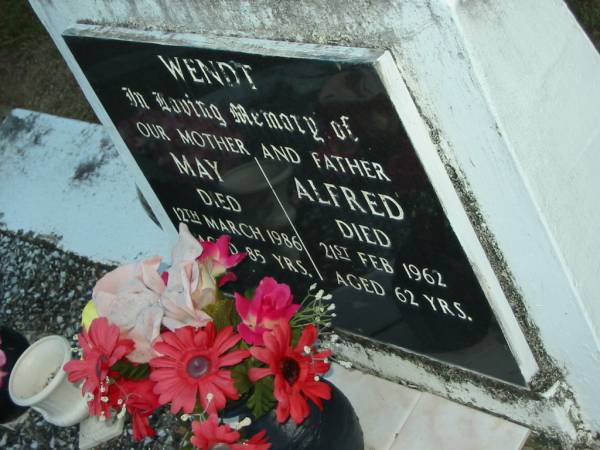 WENDT
In Loving Memory of
OUR MOTHER AND FATHER
MAY
DIED
12TH MARCH 1986
AGED 85 YRS.
ALFRED
DIED
21ST FEB 1962
AGED 62 YRS.